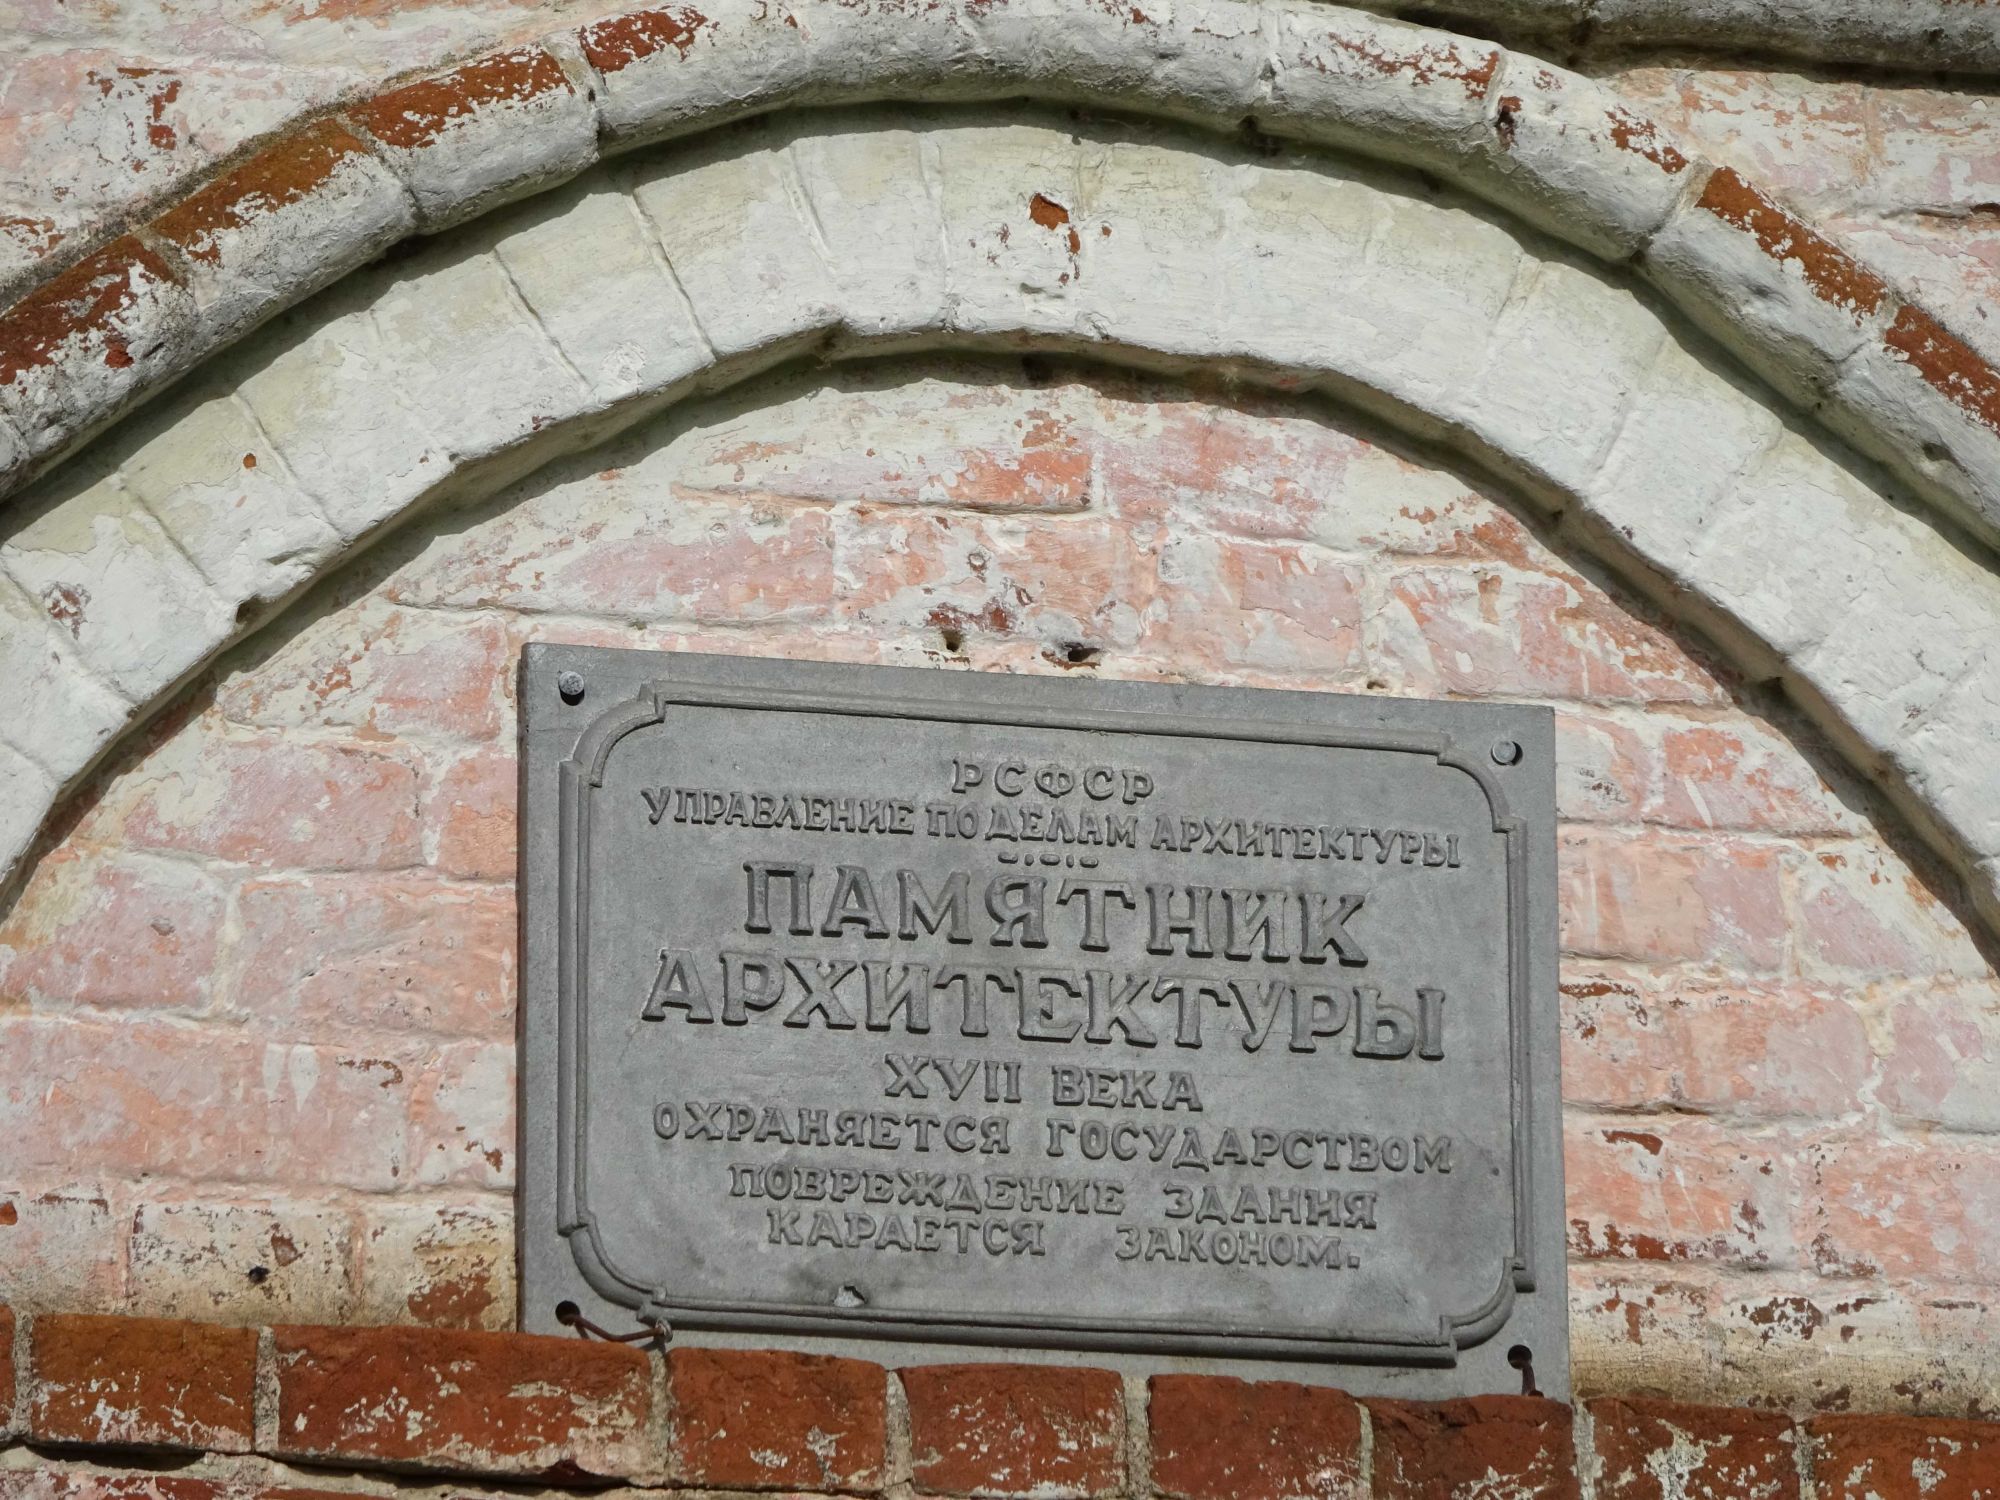 РСФСР
УПРАВЛЕНИЕ ПО ДЕЛАМ АРХИТЕКТУРЫ
ПАМЯТНИК
АРХИТЕКТУРЫ
XVII ВЕКА
ОХРАНЯЕТСЯ ГОСУДАРСТВОМ
ПОВРЕЖДЕНИЕ ЗДАНИЯ
КАРАЕТСЯ ЗАКОНОМ.